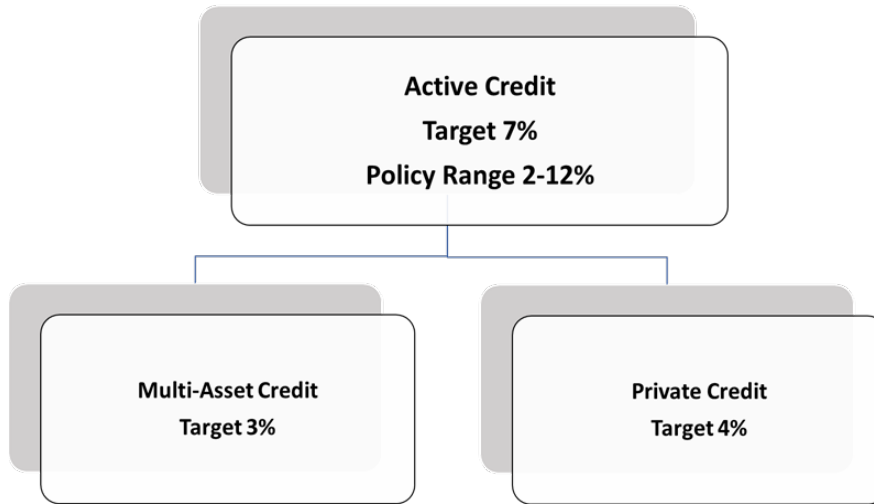 Active Credit
Target 7%
Policy Range 2-12%
Multi-Asset Credit
Target 3%
Private Credit
Target 4%